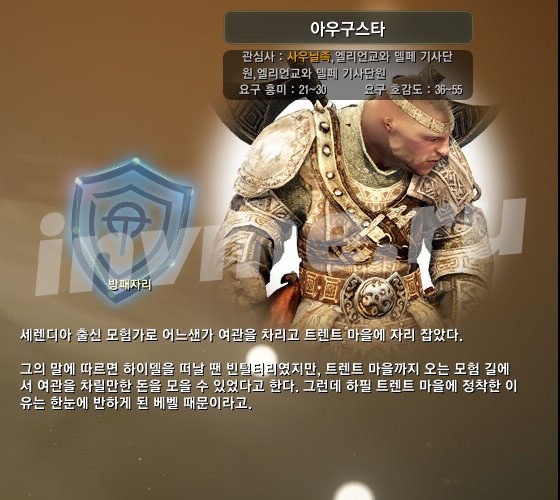 아우구스타
관심사 : 사우닐족,엘리언교와 델페 기사단
원,엘리언교와 델페 기사단원
요구 흥미 : 21~30 요구 호감도 : 36~55
방패자리
세렌디아 출신 모험가로 어느샌가 여관을 차리고 트렌트 마을에 자리 잡았다.
그의 말에 따르면 하이델을 떠날 땐 빈털터리였지만, 트렌트 마을까지 오는 모험 길에
서 여관을 차릴만한 돈을 모을 수 있었다고 한다. 그런데 하필 트렌트 마을에 정착한 이
유는 한눈에 반하게 된 베벨 때문이라고.